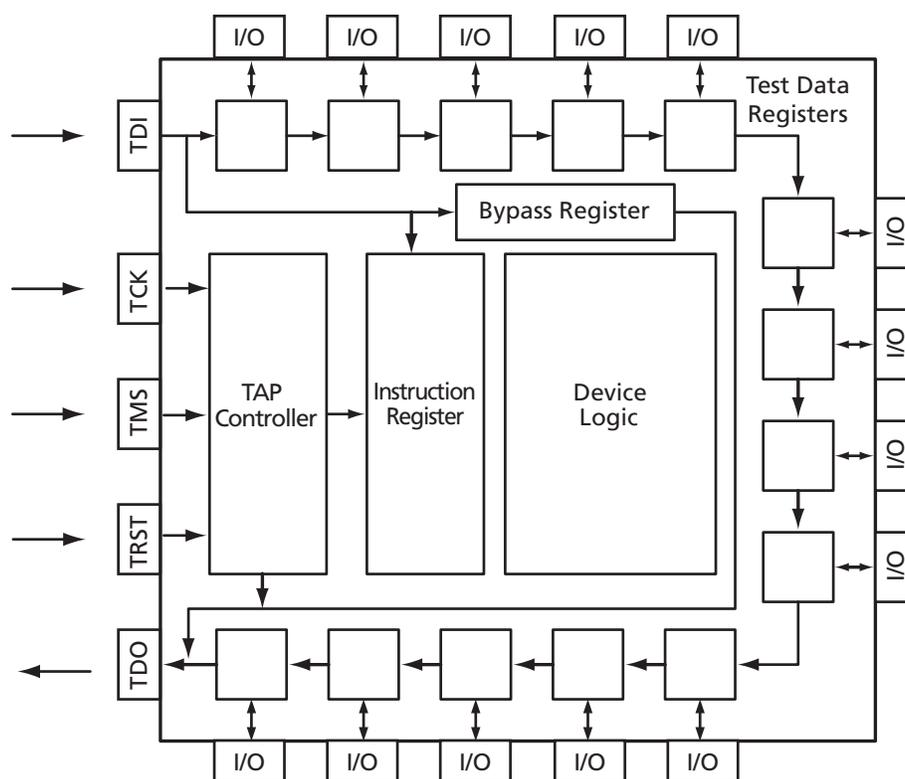 I/O
I/O
I/O
I/O
I/O
Test Data
Registers
TDI
Bypass Register
I/O
TCK
I/O
TAP
Controller
Instruction
Register
Device
Logic
TMS
I/O
TRST
I/O
TDO
I/O
I/O
I/O
I/O
I/O